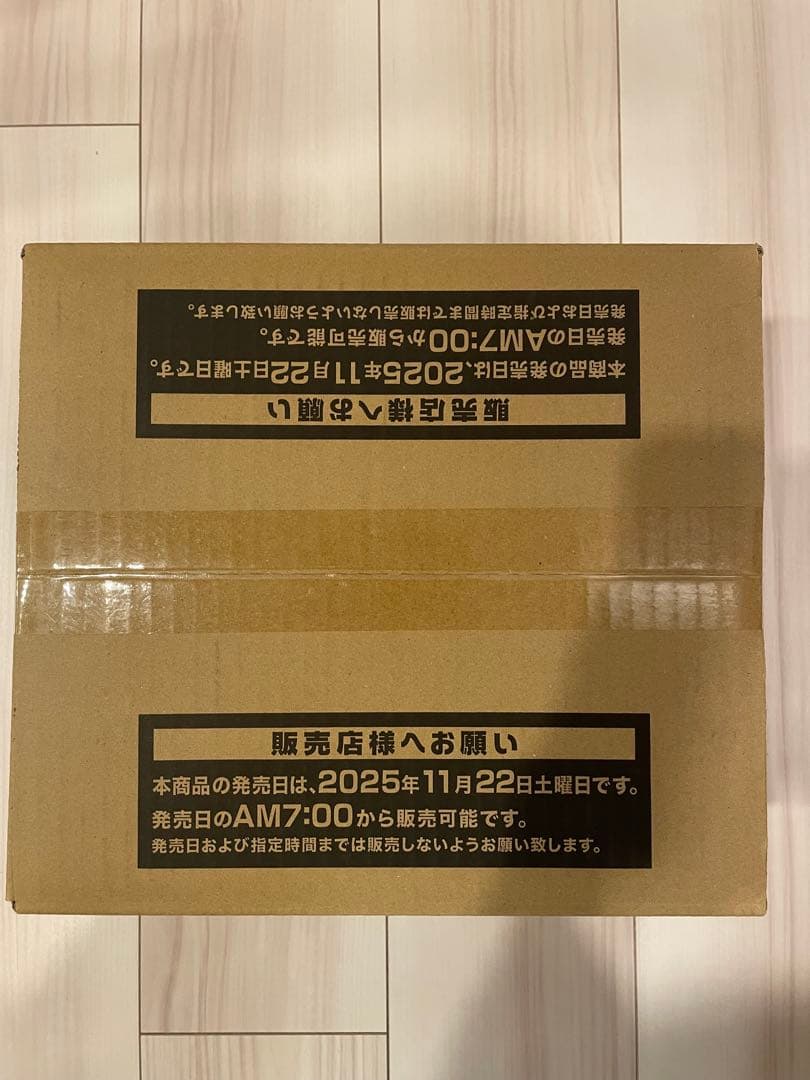 販売店様へお願い
本商品の発売日は、2025年11月22日土曜日です。
発売日のAM7:00から販売可能です。
発売日および指定時間までは販売しないようお願い致します。
販売店様へお願い
本商品の発売日は、2025年11月22日土曜日です。
発売日のAM7:00から販売可能です。
発売日および指定時間までは販売しないようお願い致します。